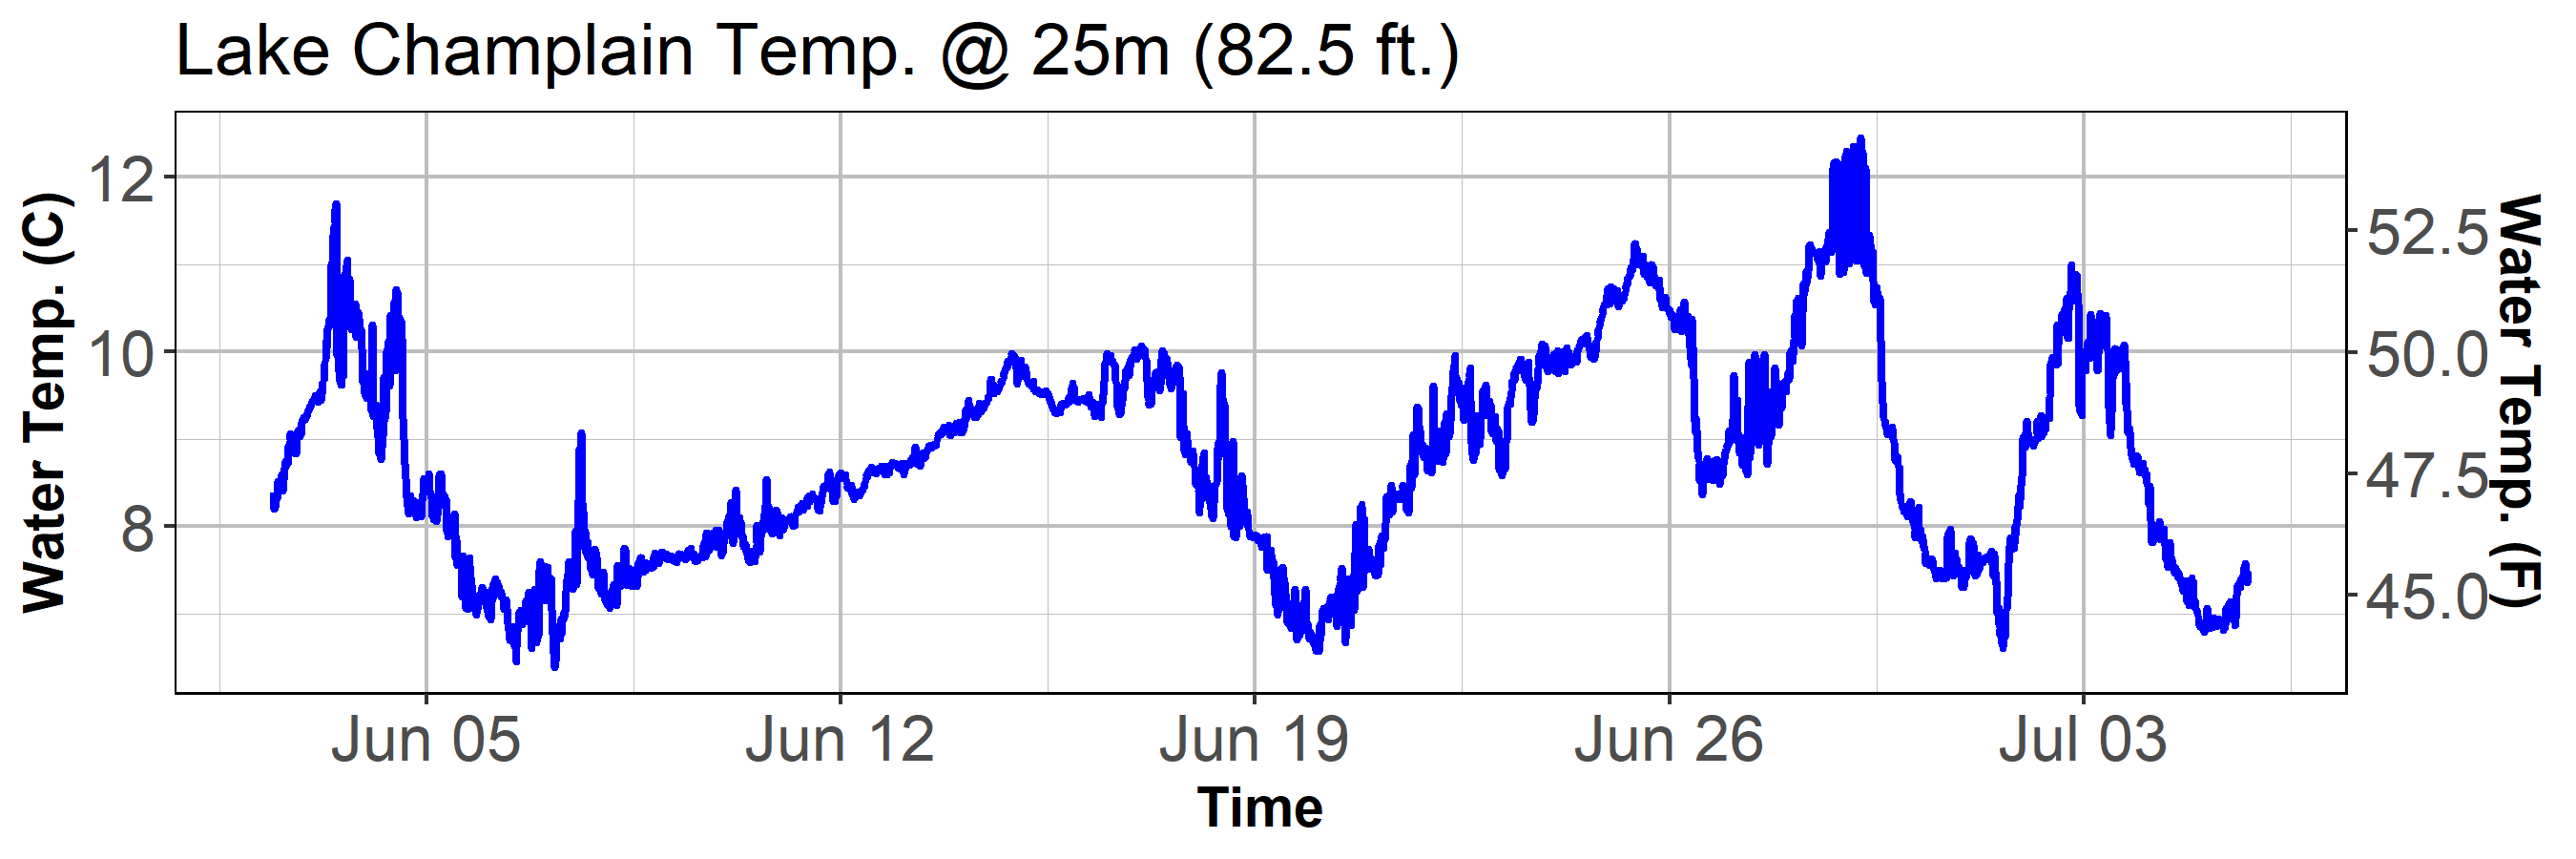 Lake Champlain Temp. @ 25m (82.5 ft.)
Water Temp. (C)
12
10
8
52.5
50.0
47.5
45.0
Water Temp. (F)
Jun 05
Jun 12
Jun 19
Jun 26
Jul 03
Time